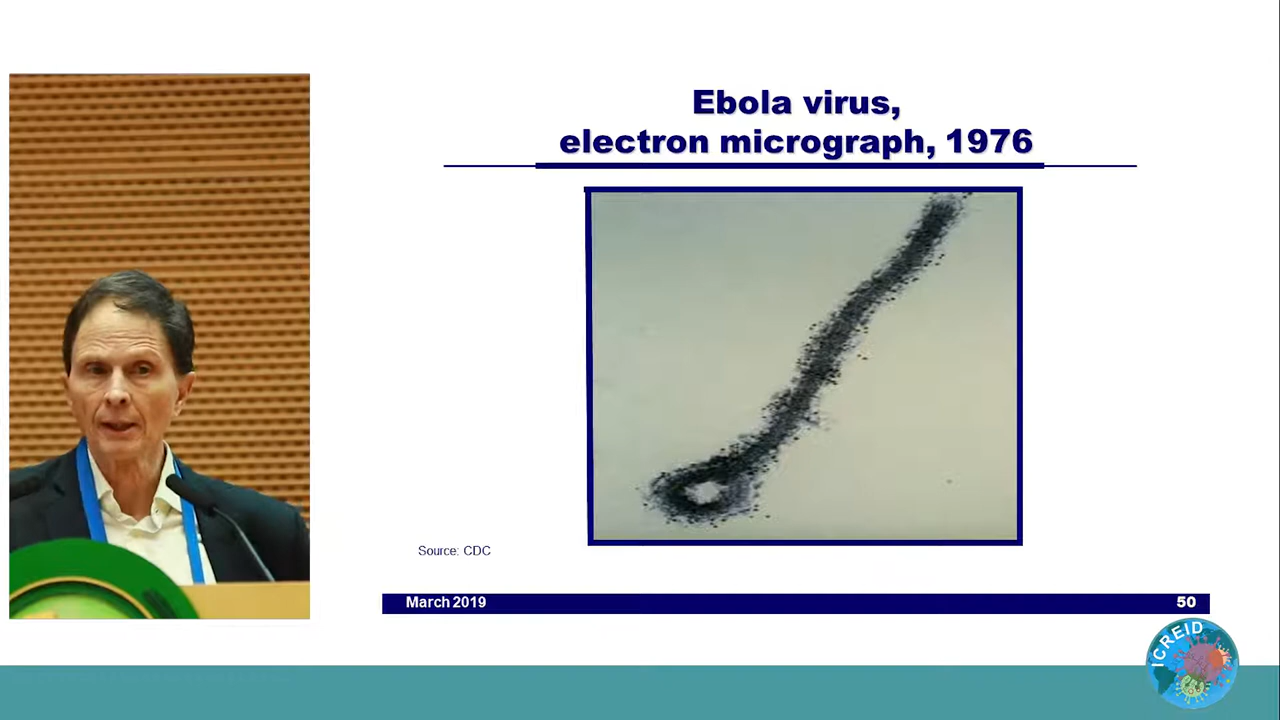 Ebola virus,
electron micrograph, 1976
Source: CDC
March 2019
50
ICREID